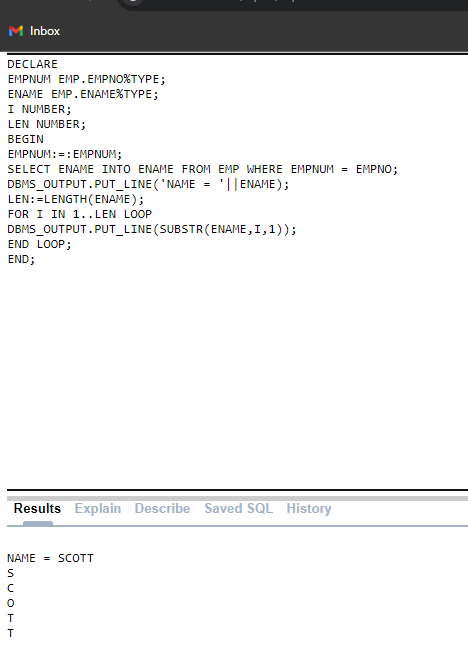 Inbox
DECLARE
EMPNUM EMP.EMPNO%TYPE;
ENAME EMP.ENAME%TYPE;
I NUMBER;
LEN NUMBER;
BEGIN
EMPNUM:=:EMPNUM;
SELECT ENAME INTO ENAME FROM EMP WHERE EMPNUM = EMPNO;
DBMS_OUTPUT.PUT_LINE('NAME = '||ENAME);
LEN:=LENGTH(ENAME);
FOR I IN 1..LEN LOOP
DBMS_OUTPUT.PUT_LINE(SUBSTR(ENAME,I,1));
END LOOP;
END;
Results Explain Describe Saved SQL History
NAME = SCOTT
S
C
O
T
T